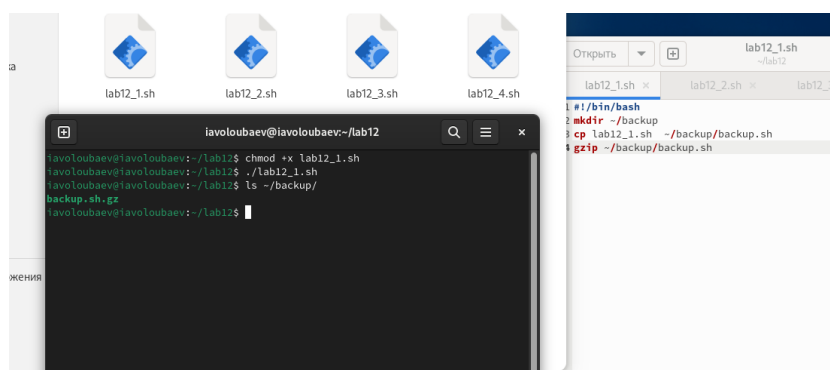 ка
lab12_1.sh
lab12_2.sh
lab12_3.sh
lab12_4.sh
жения
iavoloubaev@iavoloubaev:~/lab12
iavoloubaev@iavoloubaev:~/lab12$ chmod +x lab12_1.sh
iavoloubaev@iavoloubaev:~/lab12$ ./lab12_1.sh
iavoloubaev@iavoloubaev:~/lab12$ ls ~/backup/
backup.sh.gz
iavoloubaev@iavoloubaev:~/lab12$
Открыть
lab12_1.sh
~/lab12
lab12_1.sh ×
lab12_2.sh ×
lab12_
1 #!/bin/bash
2 mkdir ~/backup
3 cp lab12_1.sh  ~/backup/backup.sh
4 gzip ~/backup/backup.sh